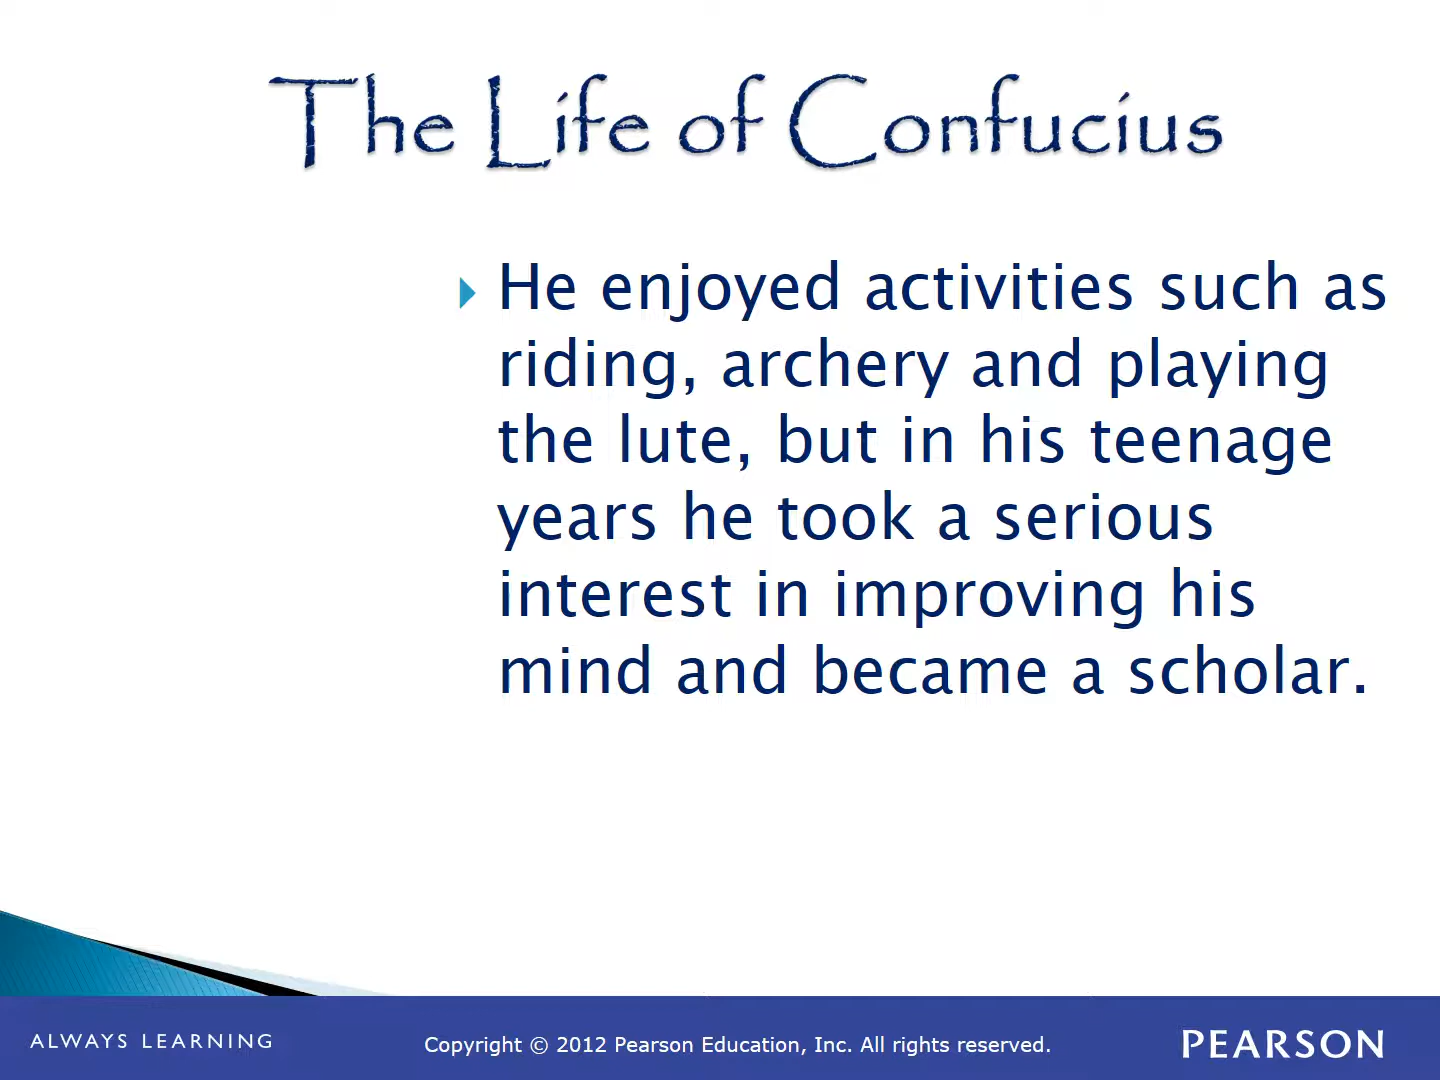 The Life of Confucius
He enjoyed activities such as
riding, archery and playing
the lute, but in his teenage
years he took a serious
interest in improving his
mind and became a scholar.
ALWAYS LEARNING
Copyright © 2012 Pearson Education, Inc. All rights reserved.
PEARSON